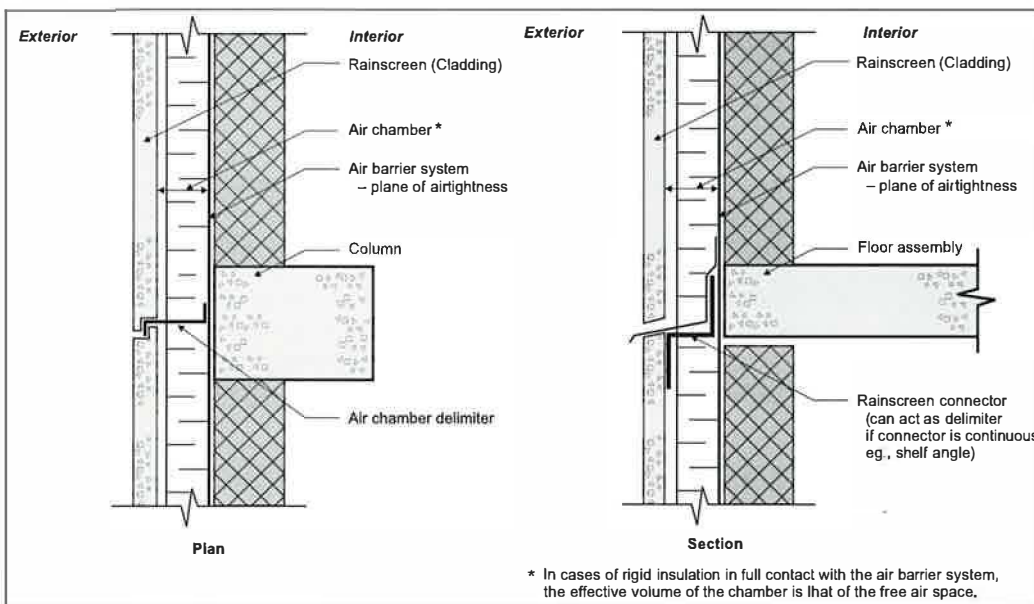 Exterior
Interior
Rainscreen (Cladding)
Air chamber *
Air barrier system
– plane of airtightness
Column
Air chamber delimiter
Plan
Exterior
Interior
Rainscreen (Cladding)
Air chamber *
Air barrier system
– plane of airtightness
Floor assembly
Rainscreen connector
(can act as delimiter
if connector is continuous
eg., shelf angle)
Section
* In cases of rigid insulation in full contact with the air barrier system,
the effective volume of the chamber is lhat of the free air space.